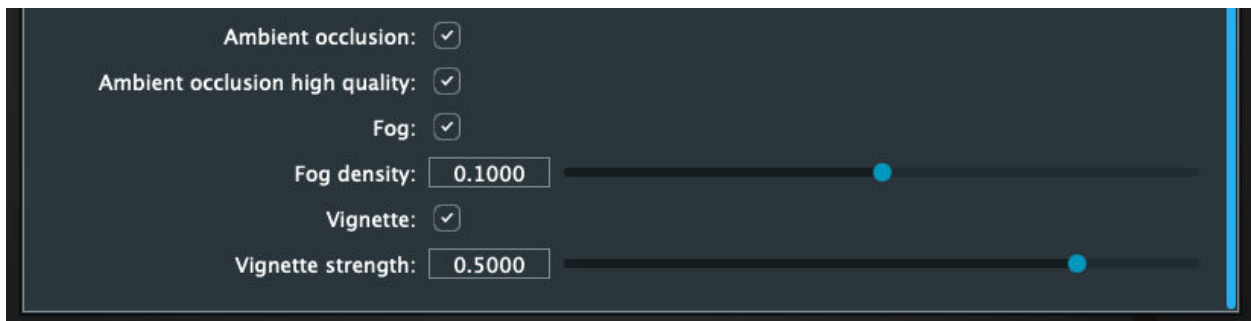 Ambient occlusion:
Ambient occlusion high quality:
Fog:
Fog density: 0.1000
Vignette:
Vignette strength: 0.5000